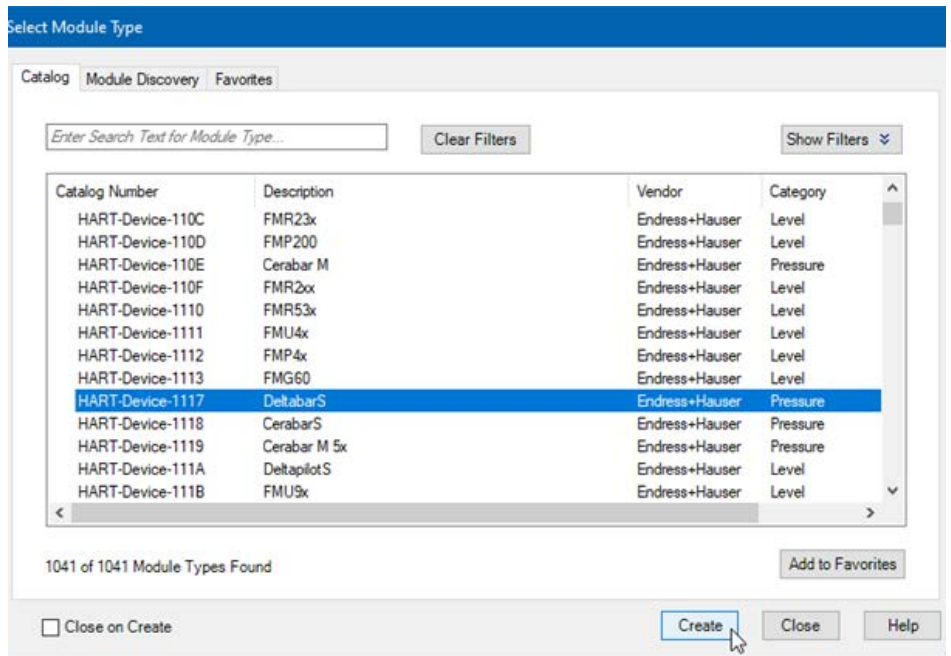 Select Module Type
Catalog Module Discovery Favorites
Enter Search Text for Module Type... Clear Filters Show Filters
Catalog Number Description Vendor Category
HART-Device-110C FMR23x Endress+Hauser Level
HART-Device-110D FMP200 Endress+Hauser Level
HART-Device-110E Cerabar M Endress+Hauser Pressure
HART-Device-110F FMR2xx Endress+Hauser Level
HART-Device-1110 FMR53x Endress+Hauser Level
HART-Device-1111 FMU4x Endress+Hauser Level
HART-Device-1112 FMP4x Endress+Hauser Level
HART-Device-1113 FMG60 Endress+Hauser Level
HART-Device-1117 DeltabarS Endress+Hauser Pressure
HART-Device-1118 CerabarS Endress+Hauser Pressure
HART-Device-1119 Cerabar M 5x Endress+Hauser Pressure
HART-Device-111A DeltapilotS Endress+Hauser Level
HART-Device-111B FMU9x Endress+Hauser Level
1041 of 1041 Module Types Found Add to Favorites
Close on Create Create Close Help